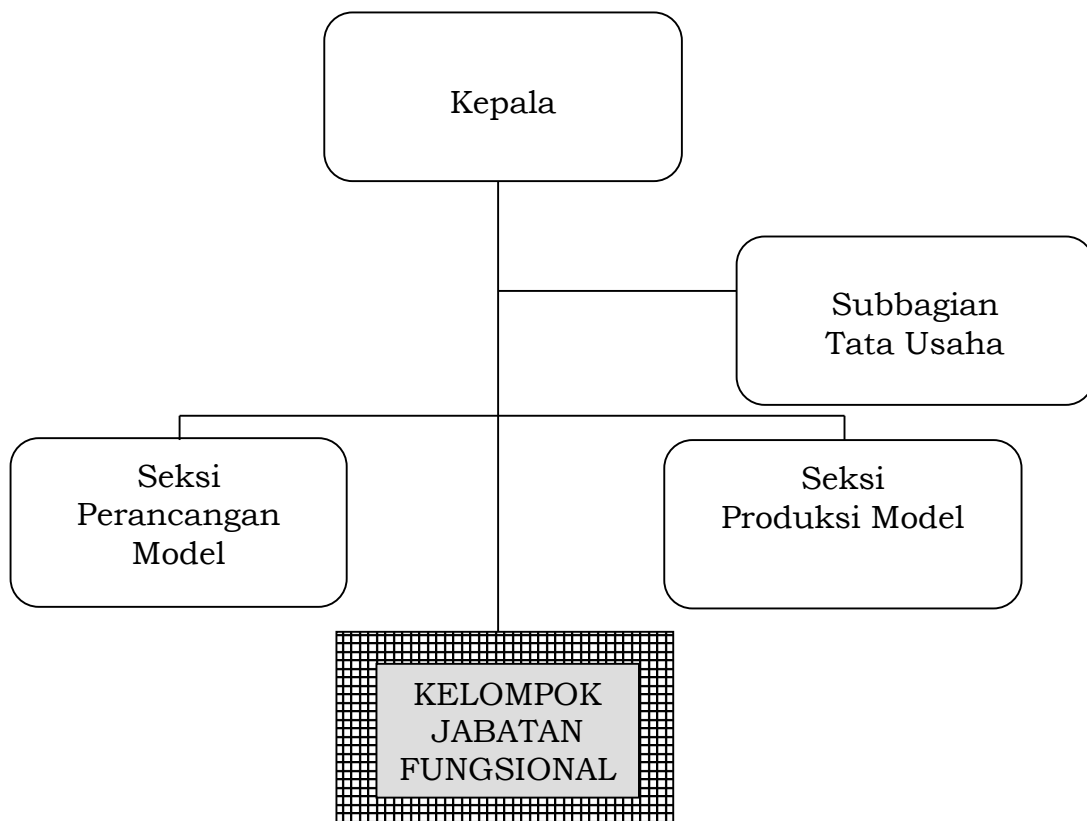 Kepala
Subbagian
Tata Usaha
Seksi
Perancangan
Model
Seksi
Produksi Model
KELOMPOK
JABATAN
FUNGSIONAL